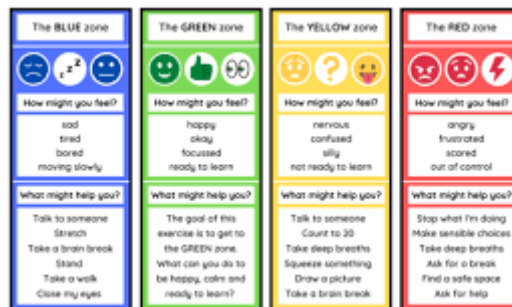 The BLUE zone
zzz
How might you feel?
sad
tired
bored
moving slowly
What might help you?
Talk to someone
Stretch
Take a brain break
Stand
Take a walk
Close my eyes
The GREEN zone
How might you feel?
happy
okay
focussed
ready to learn
What might help you?
The goal of this
exercise is to get to
the GREEN zone.
What can you do to
be happy, calm and
ready to learn?
The YELLOW zone
?
How might you feel?
nervous
confused
silly
not ready to learn
What might help you?
Talk to someone
Count to 20
Take deep breaths
Squeeze something
Draw a picture
Take a brain break
The RED zone
How might you feel?
angry
frustrated
scared
out of control
What might help you?
Stop what I'm doing
Make sensible choices
Take deep breaths
Ask for a break
Find a safe space
Ask for help